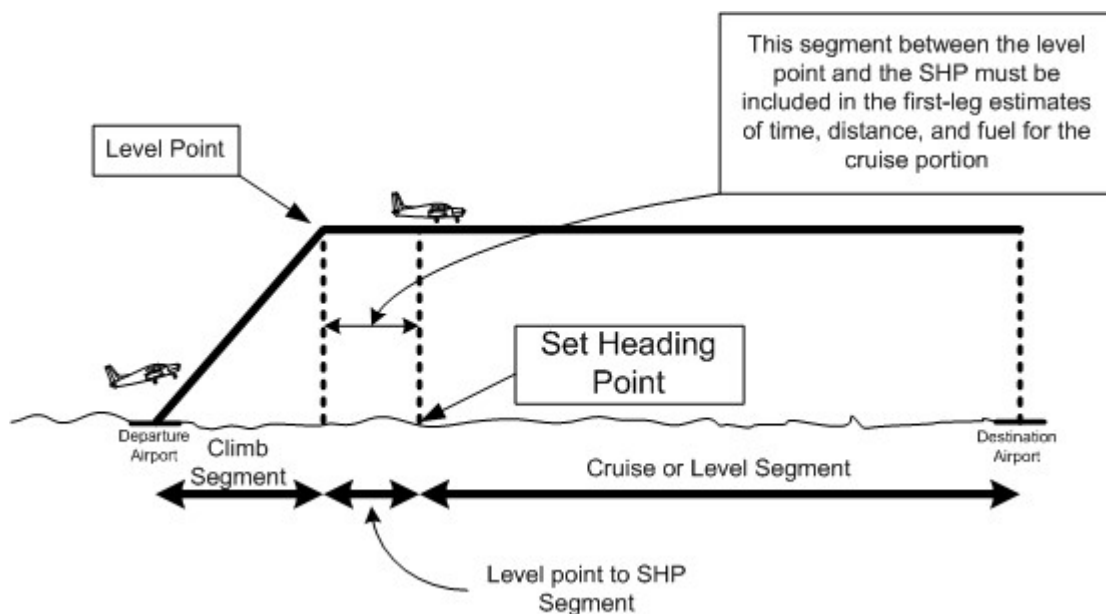 This segment between the level
point and the SHP must be
included in the first-leg estimates
of time, distance, and fuel for the
cruise portion
Level Point
Set Heading
Point
Departure
Airport
Climb
Segment
Cruise or Level Segment
Destination
Airport
Level point to SHP
Segment